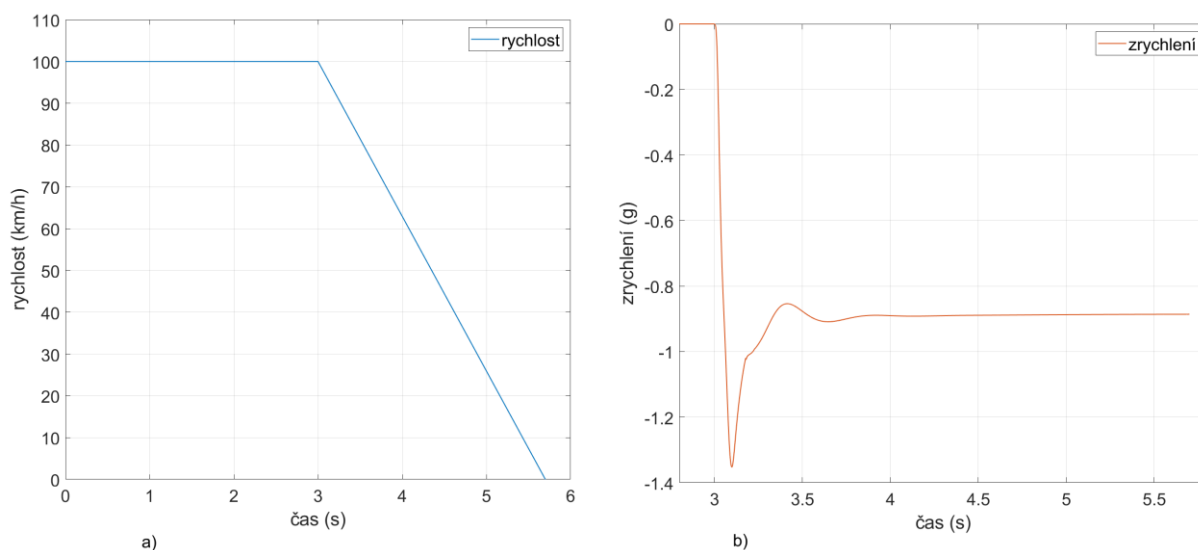 110
100
90
80
70
60
50
40
30
20
10
0
rychlost (km/h)
rychlost
0 1 2 3 4 5 6
čas (s)
a)
0
-0.2
-0.4
-0.6
-0.8
-1
-1.2
-1.4
zrychlení (g)
zrychlení
3 3.5 4 4.5 5 5.5
čas (s)
b)